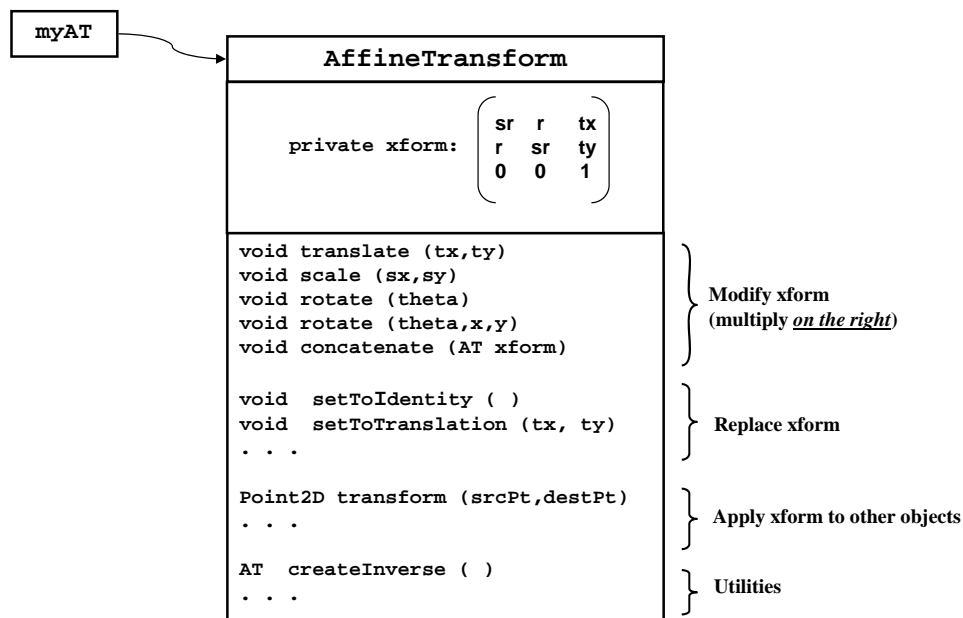 myAT
AffineTransform
private xform:
sr r tx
r sr ty
0 0 1
void translate (tx,ty)
void scale (sx,sy)
void rotate (theta)
void rotate (theta,x,y)
void concatenate (AT xform)
Modify xform
(multiply on the right)
void setToIdentity ( )
void setToTranslation (tx, ty)
. . .
Replace xform
Point2D transform (srcPt,destPt)
. . .
Apply xform to other objects
AT createInverse ( )
. . .
Utilities